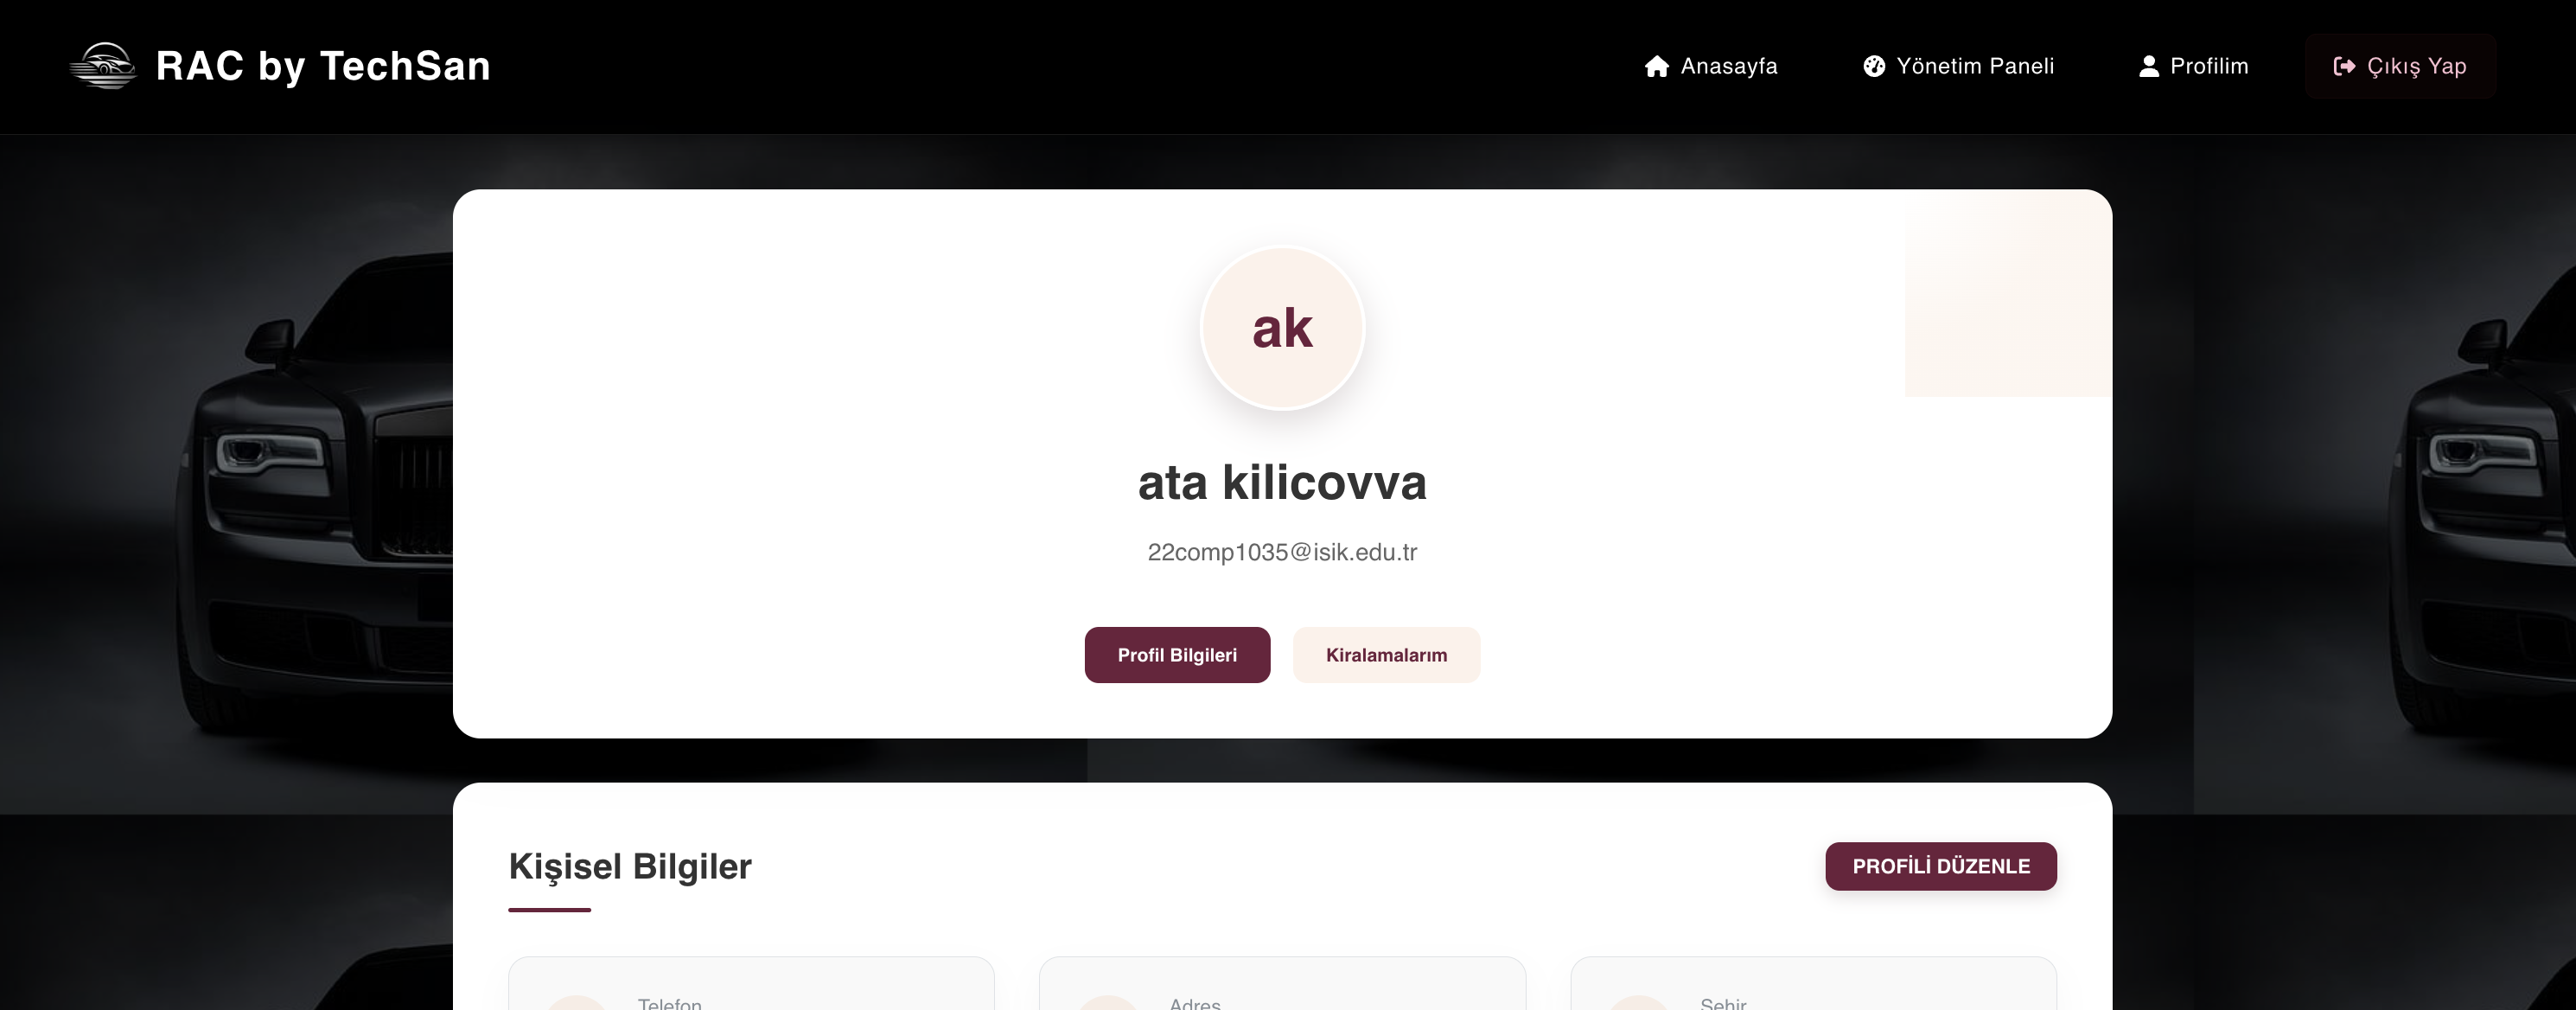 RAC by TechSan
Anasayfa
Yönetim Paneli
Profilim
Çıkış Yap
ak
ata kilicovva
22comp1035@isik.edu.tr
Profil Bilgileri
Kiralamalarım
Kişisel Bilgiler
PROFİLİ DÜZENLE
Telefon
Adres
Şehir